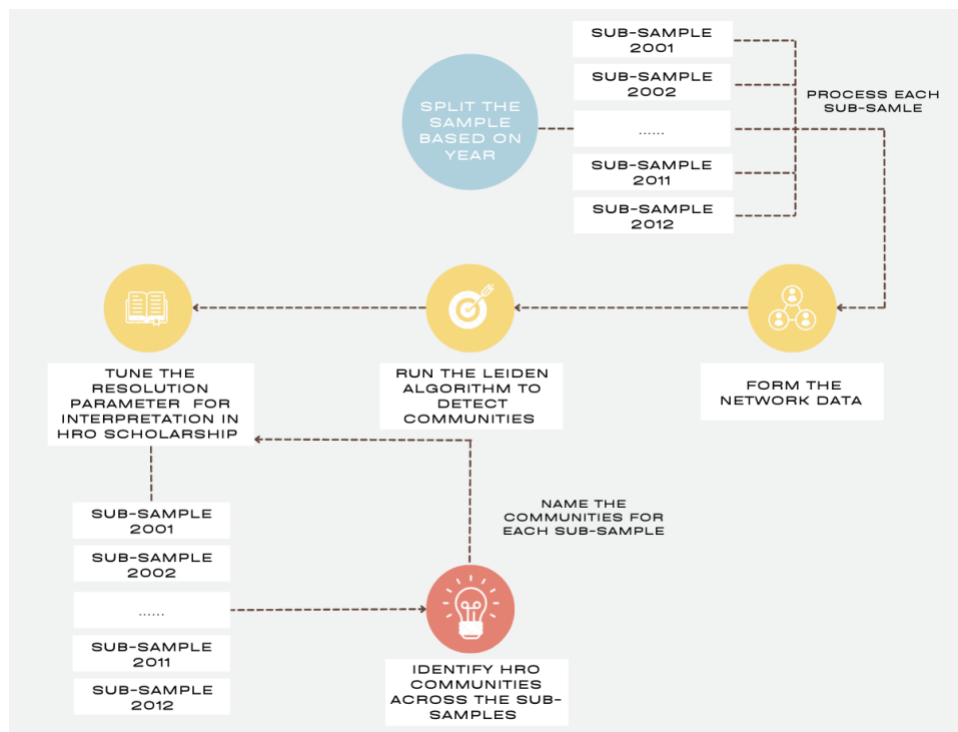 SPLIT THE
SAMPLE
BASED ON
YEAR
SUB-SAMPLE
2001
SUB-SAMPLE
2002
......
SUB-SAMPLE
2011
SUB-SAMPLE
2012
PROCESS EACH
SUB-SAMLE
FORM THE
NETWORK DATA
RUN THE LEIDEN
ALGORITHM TO
DETECT
COMMUNITIES
TUNE THE
RESOLUTION
PARAMETER FOR
INTERPRETATION IN
HRO SCHOLARSHIP
SUB-SAMPLE
2001
SUB-SAMPLE
2002
......
SUB-SAMPLE
2011
SUB-SAMPLE
2012
IDENTIFY HRO
COMMUNITIES
ACROSS THE SUB-
SAMPLES
NAME THE
COMMUNITIES FOR
EACH SUB-SAMPLE